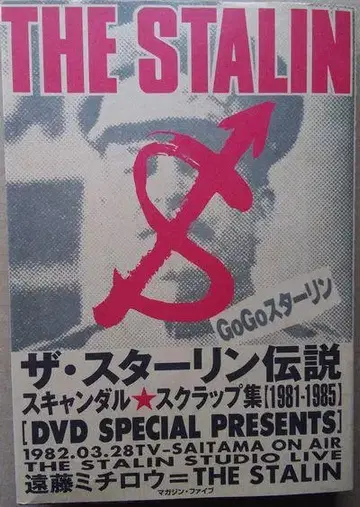 THE STALIN
GoGoスターリン
ザ・スターリン伝説
スキャンダル★スクラップ集[1981-1985]
[DVD SPECIAL PRESENTS]
1982.03.28TV-SAITAMA ON AIR
THE STALIN STUDIO LIVE
遠藤ミチロウ=THE STALIN
マガジン・ファイブ